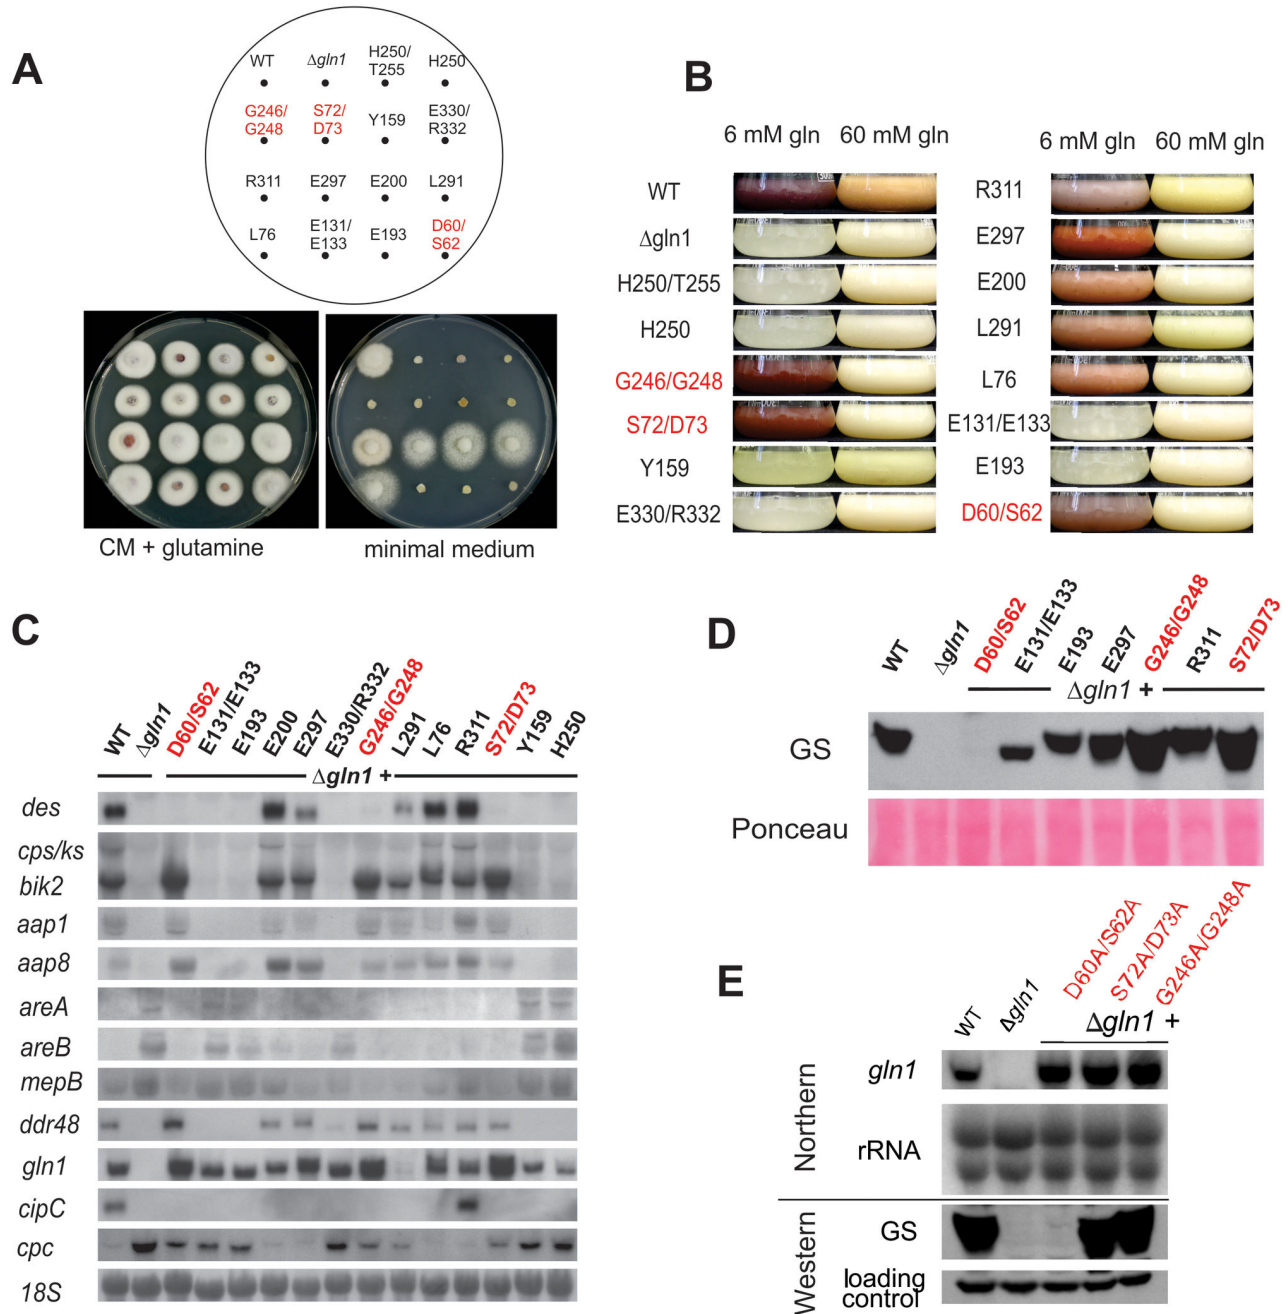 A
WT
Δgln1
H250/
T255
H250
G246/
G248
S72/
D73
Y159
E330/
R332
R311
E297
E200
L291
L76
E131/
E133
E193
D60/
S62
CM + glutamine
minimal medium
B
6 mM gln
60 mM gln
6 mM gln
60 mM gln
WT
Δgln1
H250/T255
H250
G246/G248
S72/D73
Y159
E330/R332
R311
E297
E200
L291
L76
E131/E133
E193
D60/S62
C
WT
Δgln1
D60/S62
E131/E133
E193
E200
E297
E330/R332
G246/G248
L291
L76
R311
S72/D73
Y159
H250
Δgln1 +
des
cps/ks
bik2
aap1
aap8
areA
areB
mepB
ddr48
gln1
cipC
cpc
18S
D
WT
Δgln1
D60/S62
E131/E133
E193
E297
G246/G248
R311
S72/D73
Δgln1 +
GS
Ponceau
E
WT
Δgln1
D60A/S62A
S72A/D73A
G246A/G248A
Δgln1 +
Northern
gln1
rRNA
Western
GS
loading
control